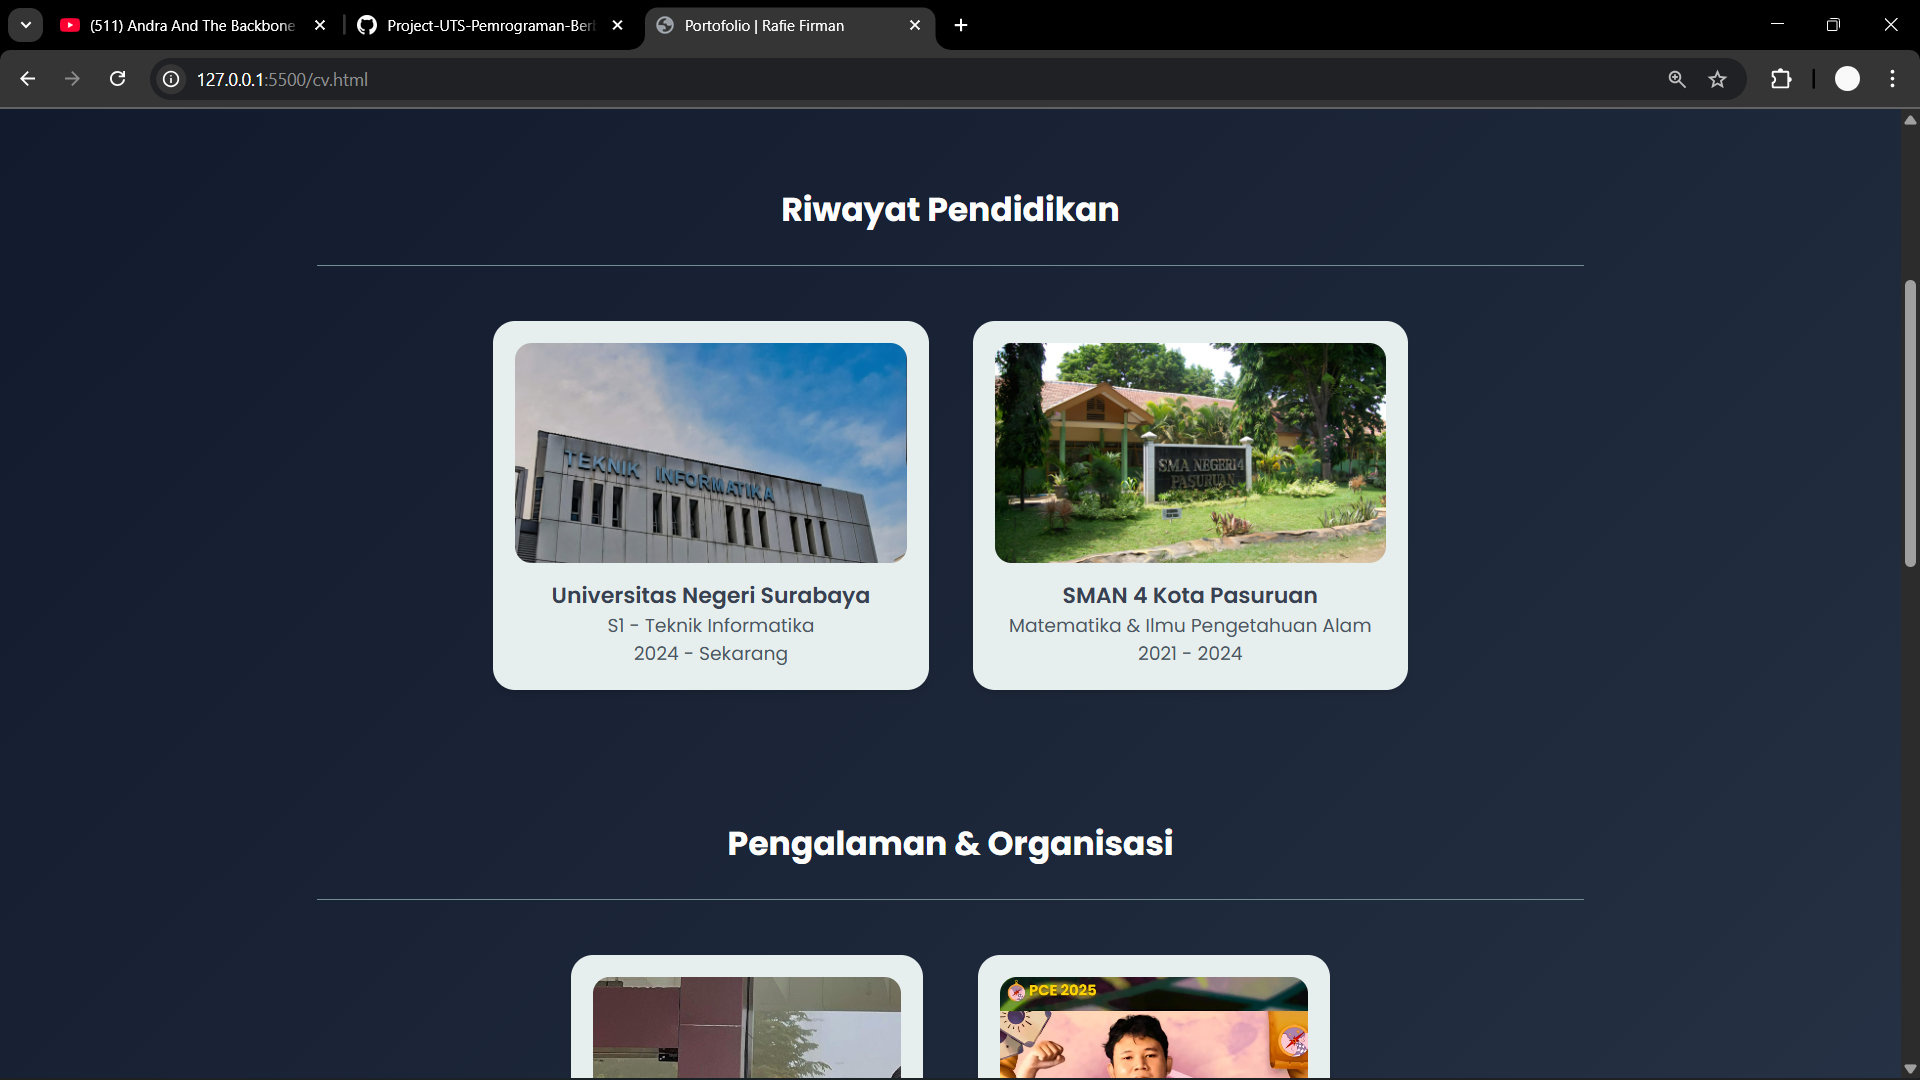 (511) Andra And The Backbone
Project-UTS-Pemrograman-Ber
Portofolio | Rafie Firman
127.0.0.1:5500/cv.html
Riwayat Pendidikan
TEKNIK INFORMATIKA
SMA NEGERI 4
PASURUAN
Universitas Negeri Surabaya
S1 - Teknik Informatika
2024 - Sekarang
SMAN 4 Kota Pasuruan
Matematika & Ilmu Pengetahuan Alam
2021 - 2024
Pengalaman & Organisasi
PCE 2025